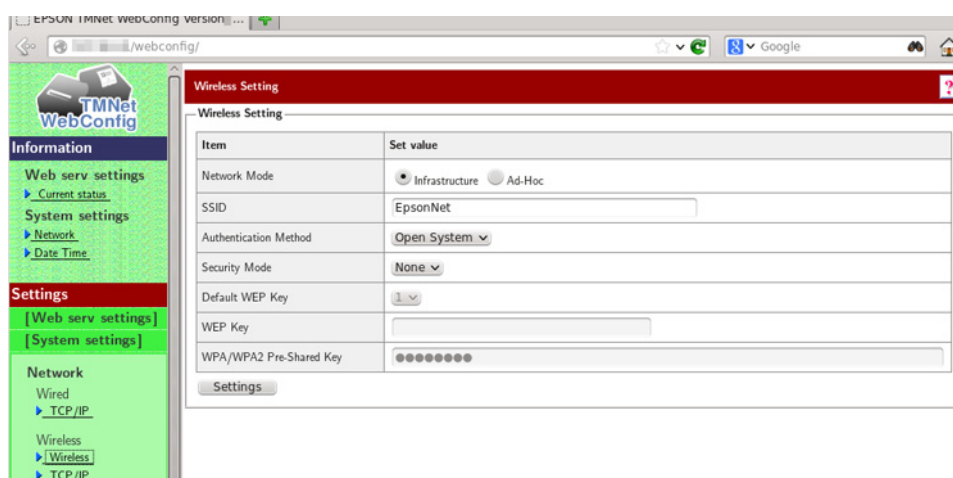 EPSON TMNet WebConfig Version ...
/webconfig/
Google
TMNet
WebConfig
Information
Web serv settings
Current status
System settings
Network
Date Time
Settings
[Web serv settings]
[System settings]
Network
Wired
TCP/IP
Wireless
Wireless
TCP/IP
Wireless Setting
?
Wireless Setting
Item Set value
Network Mode Infrastructure Ad-Hoc
SSID EpsonNet
Authentication Method Open System
Security Mode None
Default WEP Key 1
WEP Key
WPA/WPA2 Pre-Shared Key ●●●●●●●●
Settings